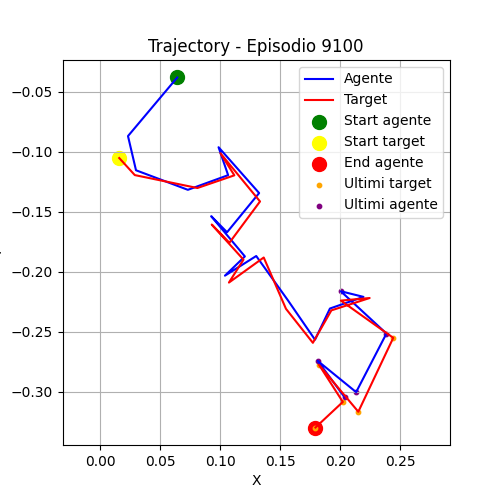 Trajectory - Episodio 9100
Agente
Target
Start agente
Start target
End agente
Ultimi target
Ultimi agente
−0.05
−0.10
−0.15
−0.20
−0.25
−0.30
0.00 0.05 0.10 0.15 0.20 0.25
X